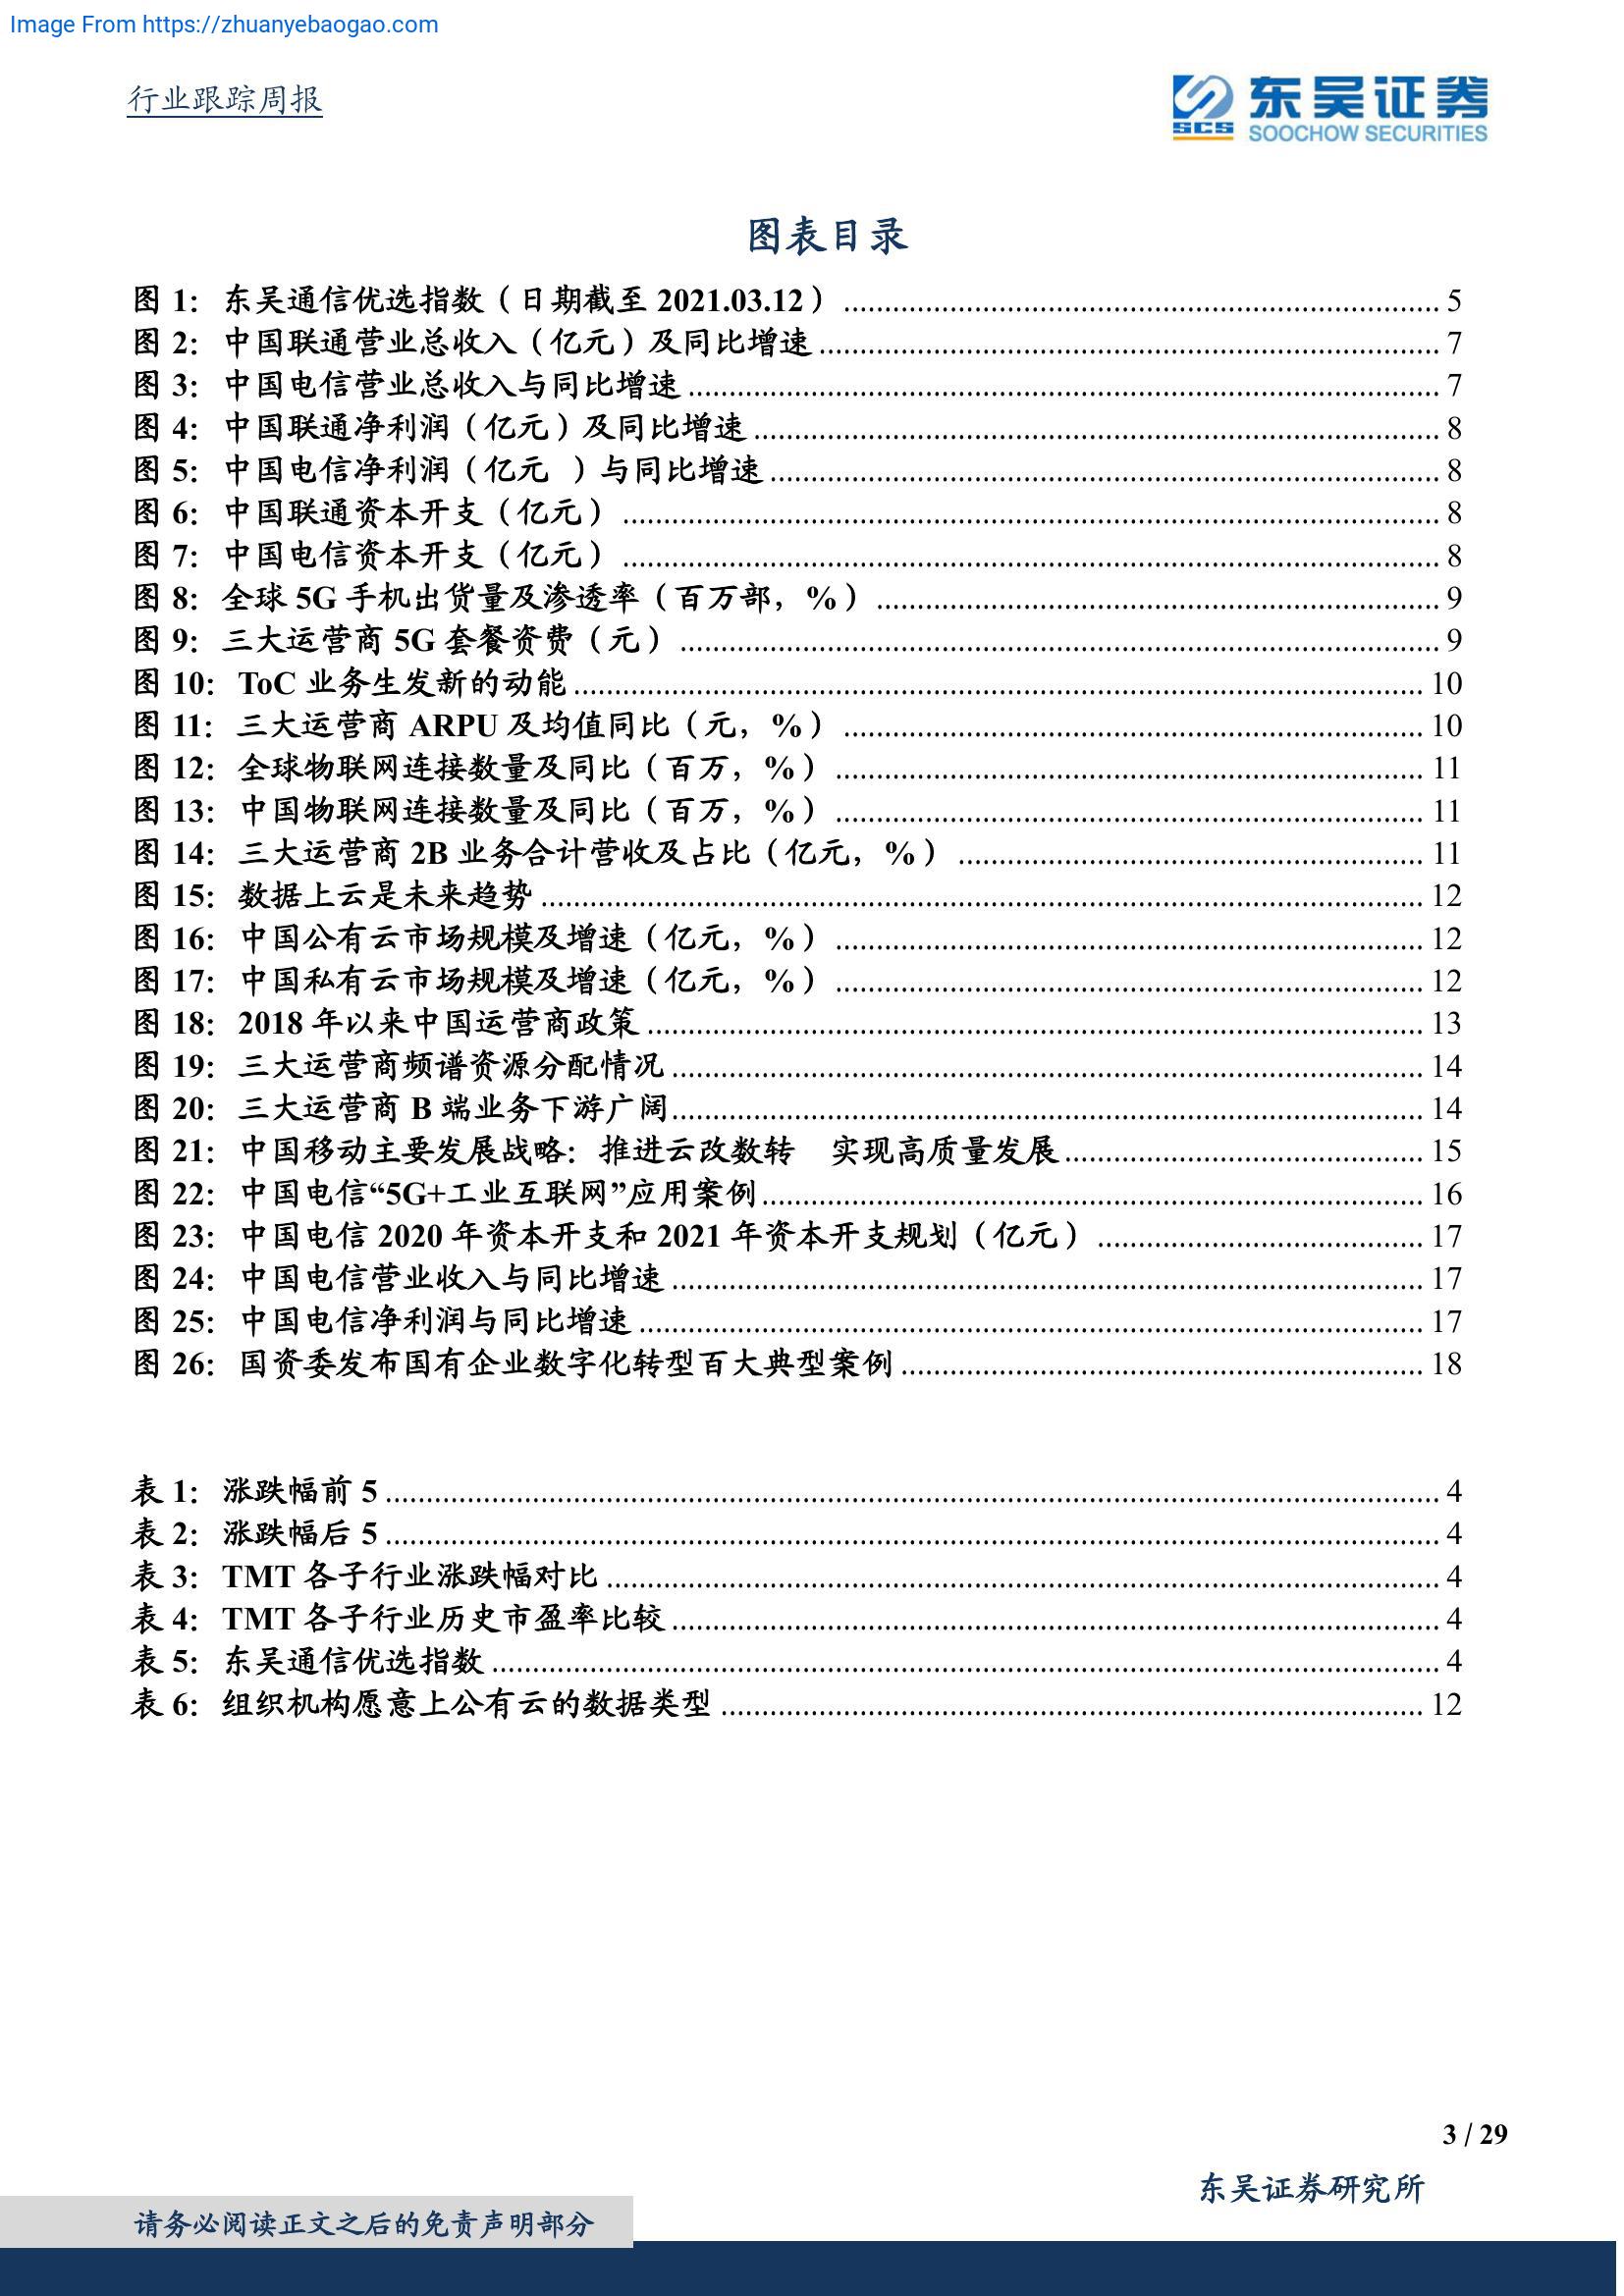 Image From https://zhuanyebaogao.com
行业跟踪周报
SCS 东吴证券
SOOCHOW SECURITIES
图表目录
图 1：东吴通信优选指数（日期截至 2021.03.12） 5
图 2：中国联通营业总收入（亿元）及同比增速 7
图 3：中国电信营业总收入与同比增速 7
图 4：中国联通净利润（亿元）及同比增速 8
图 5：中国电信净利润（亿元 ）与同比增速 8
图 6：中国联通资本开支（亿元） 8
图 7：中国电信资本开支（亿元） 8
图 8：全球 5G 手机出货量及渗透率（百万部，%） 9
图 9：三大运营商 5G 套餐资费（元） 9
图 10：ToC 业务生发新的动能 10
图 11：三大运营商 ARPU 及均值同比（元，%） 10
图 12：全球物联网连接数量及同比（百万，%） 11
图 13：中国物联网连接数量及同比（百万，%） 11
图 14：三大运营商 2B 业务合计营收及占比（亿元，%） 11
图 15：数据上云是未来趋势 12
图 16：中国公有云市场规模及增速（亿元，%） 12
图 17：中国私有云市场规模及增速（亿元，%） 12
图 18：2018 年以来中国运营商政策 13
图 19：三大运营商频谱资源分配情况 14
图 20：三大运营商 B 端业务下游广阔 14
图 21：中国移动主要发展战略：推进云改数转 实现高质量发展 15
图 22：中国电信“5G+工业互联网”应用案例 16
图 23：中国电信 2020 年资本开支和 2021 年资本开支规划（亿元） 17
图 24：中国电信营业收入与同比增速 17
图 25：中国电信净利润与同比增速 17
图 26：国资委发布国有企业数字化转型百大典型案例 18
表 1：涨跌幅前 5 4
表 2：涨跌幅后 5 4
表 3：TMT 各子行业涨跌幅对比 4
表 4：TMT 各子行业历史市盈率比较 4
表 5：东吴通信优选指数 4
表 6：组织机构愿意上公有云的数据类型 12
3 / 29
东吴证券研究所
请务必阅读正文之后的免责声明部分